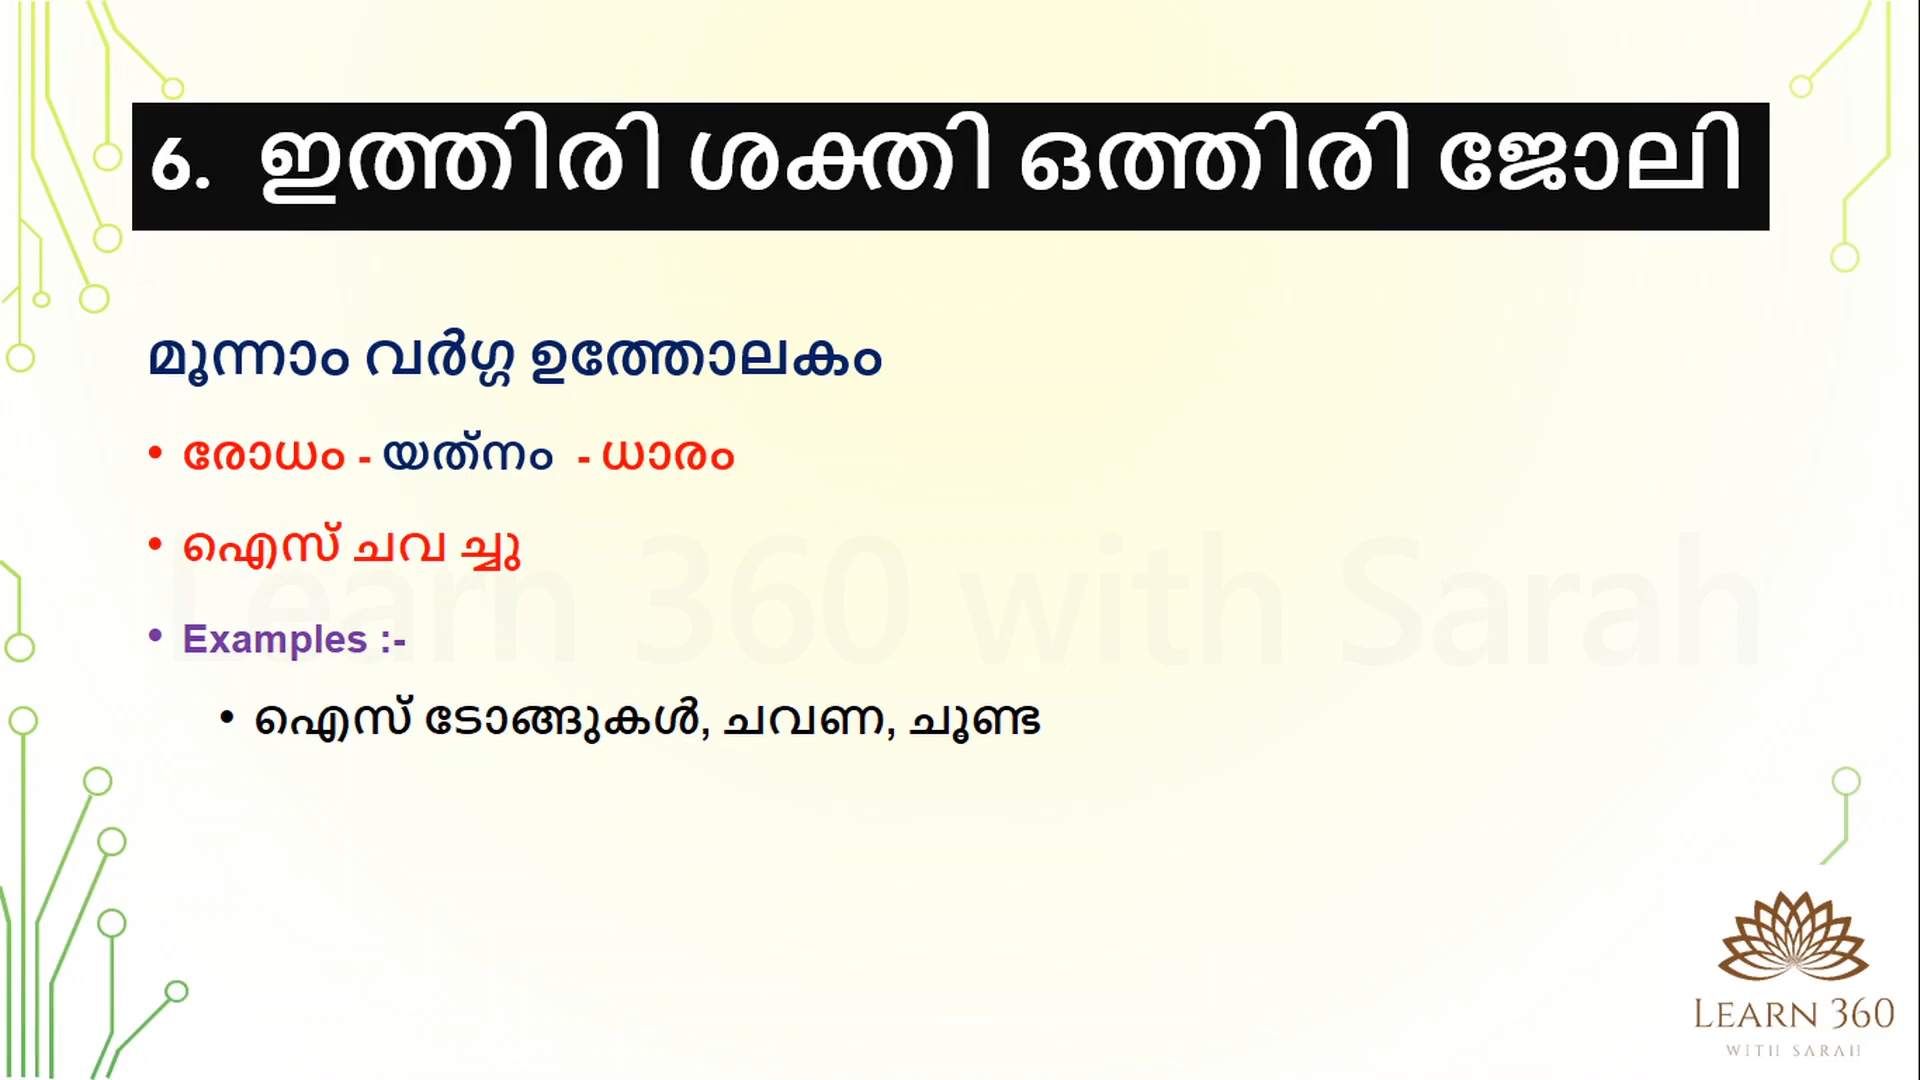 6. ഇത്തിരി ശക്തി ഒത്തിരി ജോലി
മൂന്നാം വർഗ്ഗ ഉത്തോലകം
• രോധം - യത്നം - ധാരം
• ഐസ് ചവ ച്ചു
• Examples :-
• ഐസ് ടോങ്ങുകൾ, ചവണ, ചൂണ്ട
Learn 360 with Sarah
LEARN 360
WITH SARAH